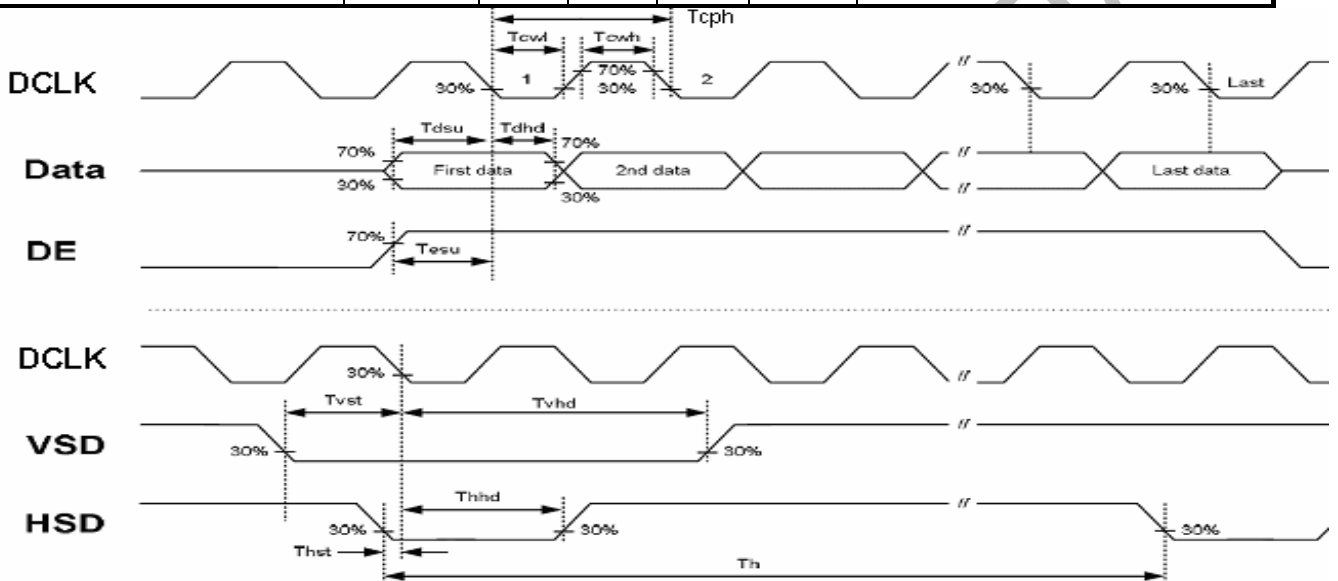 Tcph
Tcwl Tcwh
DCLK 30% 1 70% 30% 2 30% 30% Last
Tdsu Tdhd
Data 70% 30% First data 70% 30% 2nd data Last data
DE 70% Tesu
DCLK 30%
Tvst Tvhd
VSD 30% 30%
Thhd
HSD 30% 30% 30%
Thst
Th